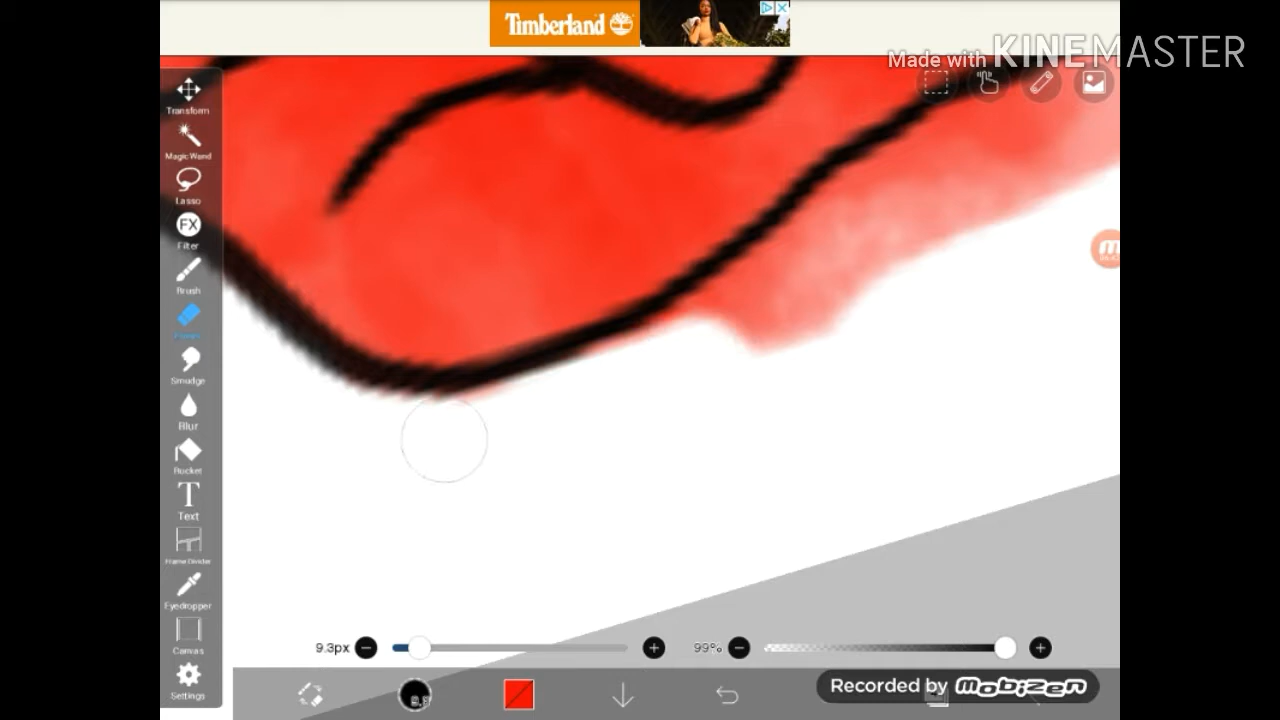 Timberland
Made with KINEMASTER
Transform
Magic Wand
Lasso
FX
Filter
Brush
Smudge
Blur
Bucket
T
Text
Frame Divider
Eyedropper
Canvas
Settings
9.3px
99%
Recorded by mobizen